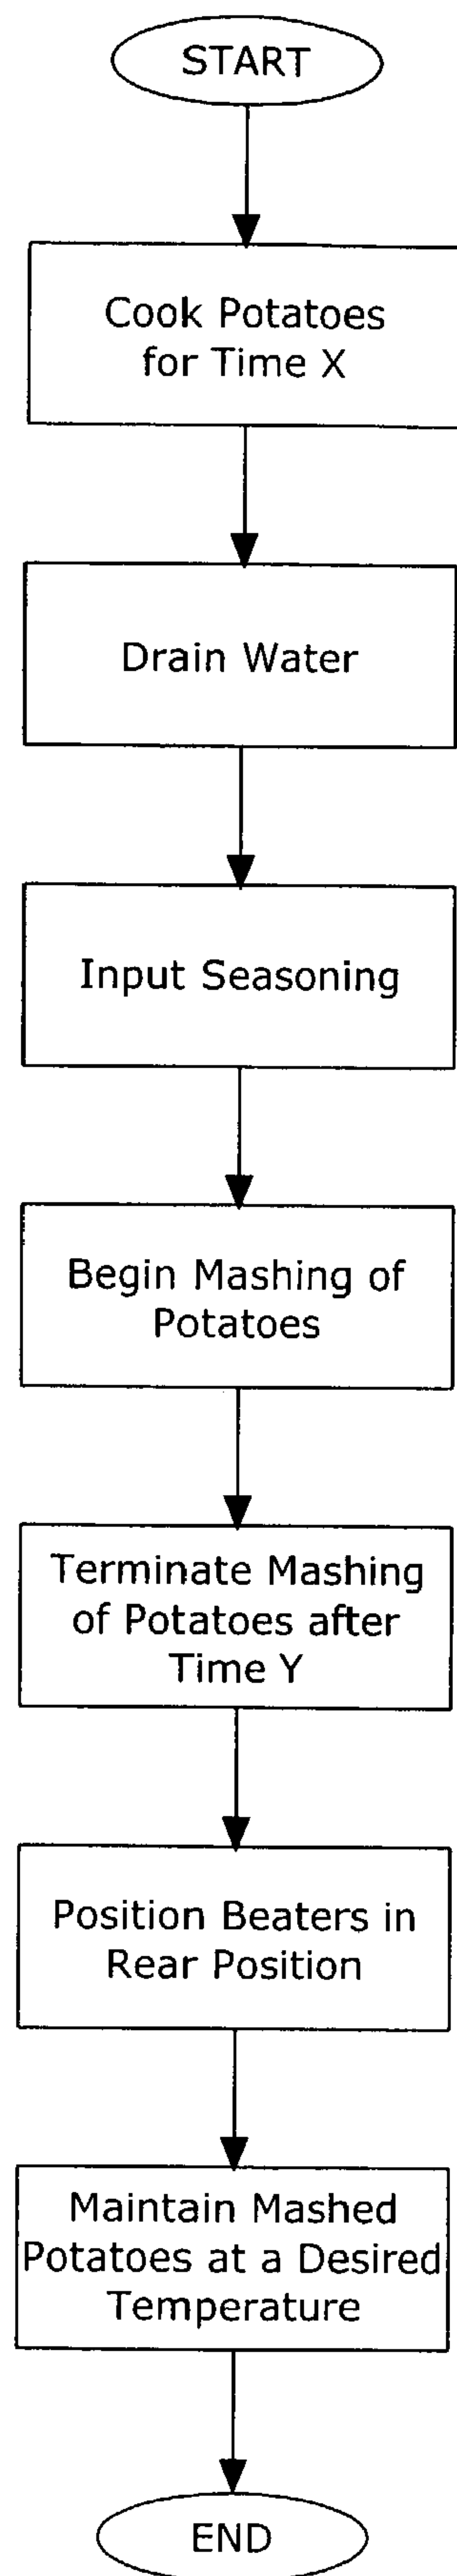 START
Cook Potatoes
for Time X
Drain Water
Input Seasoning
Begin Mashing of
Potatoes
Terminate Mashing
of Potatoes after
Time Y
Position Beaters in
Rear Position
Maintain Mashed
Potatoes at a Desired
Temperature
END